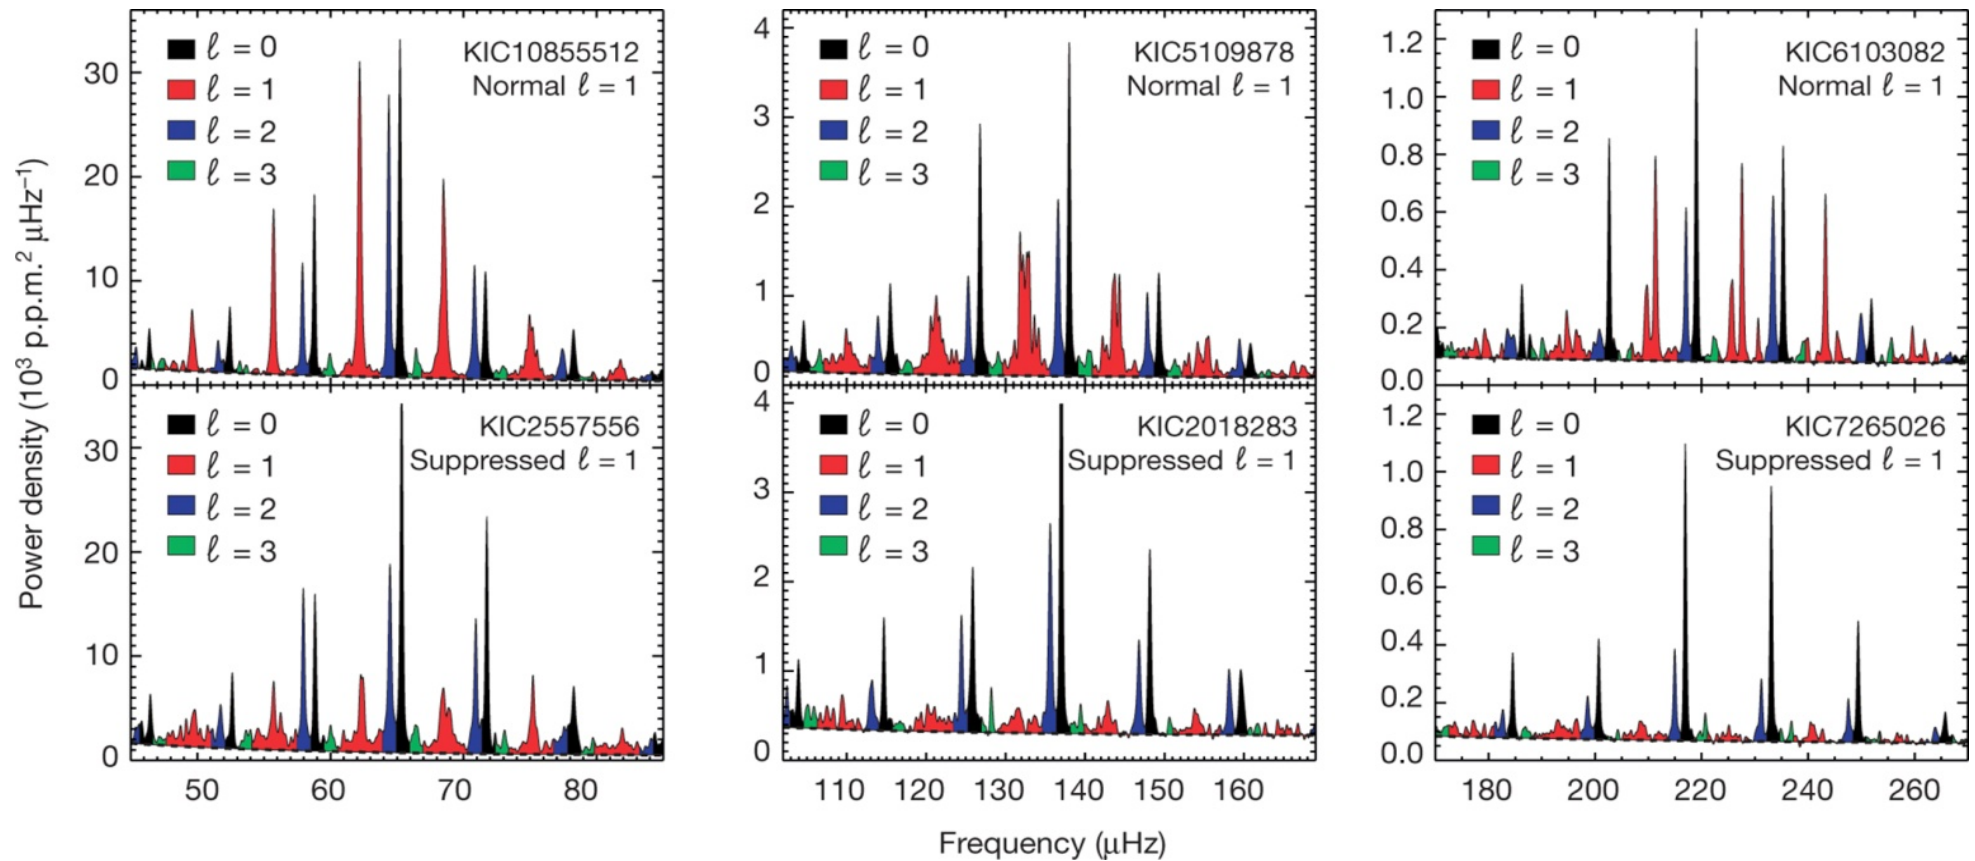 Power density (10³ p.p.m.² μHz⁻¹)
30
20
10
0
ℓ = 0
ℓ = 1
ℓ = 2
ℓ = 3
KIC10855512
Normal ℓ = 1
4
3
2
1
0
ℓ = 0
ℓ = 1
ℓ = 2
ℓ = 3
KIC5109878
Normal ℓ = 1
1.2
1.0
0.8
0.6
0.4
0.2
0.0
ℓ = 0
ℓ = 1
ℓ = 2
ℓ = 3
KIC6103082
Normal ℓ = 1
30
20
10
0
ℓ = 0
ℓ = 1
ℓ = 2
ℓ = 3
KIC2557556
Suppressed ℓ = 1
50 60 70 80
4
3
2
1
0
ℓ = 0
ℓ = 1
ℓ = 2
ℓ = 3
KIC2018283
Suppressed ℓ = 1
110 120 130 140 150 160
1.2
1.0
0.8
0.6
0.4
0.2
0.0
ℓ = 0
ℓ = 1
ℓ = 2
ℓ = 3
KIC7265026
Suppressed ℓ = 1
180 200 220 240 260
Frequency (μHz)